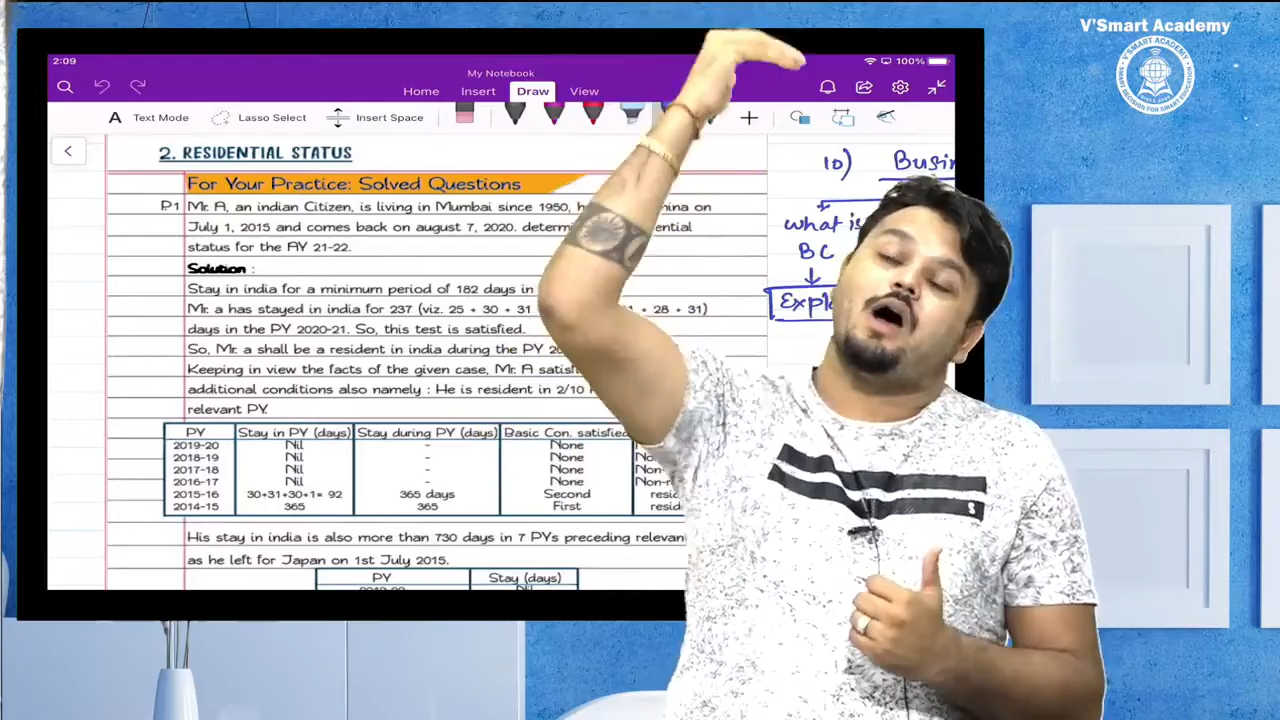 V'Smart Academy
V'SMART ACADEMY
SMART DECISION FOR SMART EDUCATION
2:09
100%
My Notebook
Home Insert Draw View
Text Mode Lasso Select Insert Space
2. RESIDENTIAL STATUS
For Your Practice: Solved Questions
P.1 Mr. A, an indian Citizen, is living in Mumbai since 1950, on
July 1, 2015 and comes back on august 7, 2020.
status for the AY 21-22.
Solution :
Stay in india for a minimum period of 182 days in
Mr. a has stayed in india for 237 (viz. 25 + 30 + 31 + 28 + 31)
days in the PY 2020-21. So, this test is satisfied.
So, Mr. a shall be a resident in india during the PY
Keeping in view the facts of the given case, Mr. A
additional conditions also namely : He is resident in 2/10
relevant PY.
PY Stay in PY (days) Stay during PY (days) Basic Con. satisfied
2019-20 Nil - None
2018-19 Nil - None
2017-18 Nil - None
2016-17 Nil - None
2015-16 30+31+30+1= 92 365 days Second
2014-15 365 365 First
His stay in india is also more than 730 days in 7 PYs preceding
as he left for Japan on 1st July 2015.
PY Stay (days)
10)
what is
BC